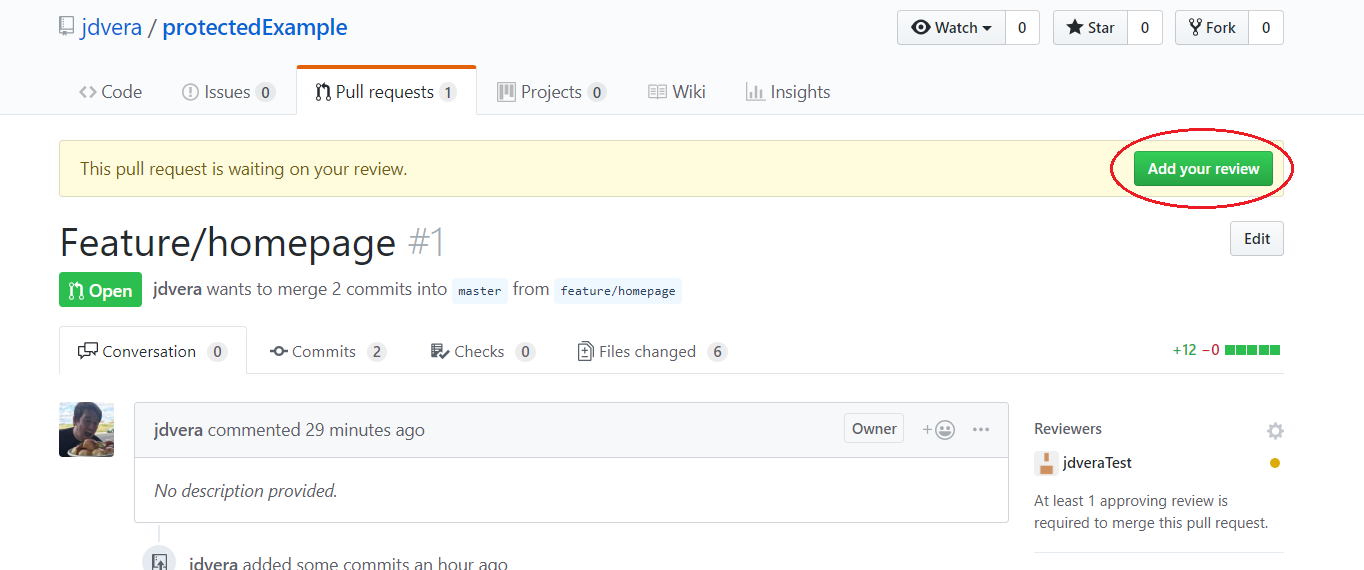 jdvera / protectedExample
Watch 0 Star 0 Fork 0
Code Issues 0 Pull requests 1 Projects 0 Wiki Insights
This pull request is waiting on your review. Add your review
Feature/homepage #1 Edit
Open jdvera wants to merge 2 commits into master from feature/homepage
Conversation 0 Commits 2 Checks 0 Files changed 6 +12 −0
jdvera commented 29 minutes ago Owner + ...
No description provided.
Reviewers
jdveraTest
At least 1 approving review is
required to merge this pull request.
jdvera added some commits an hour ago